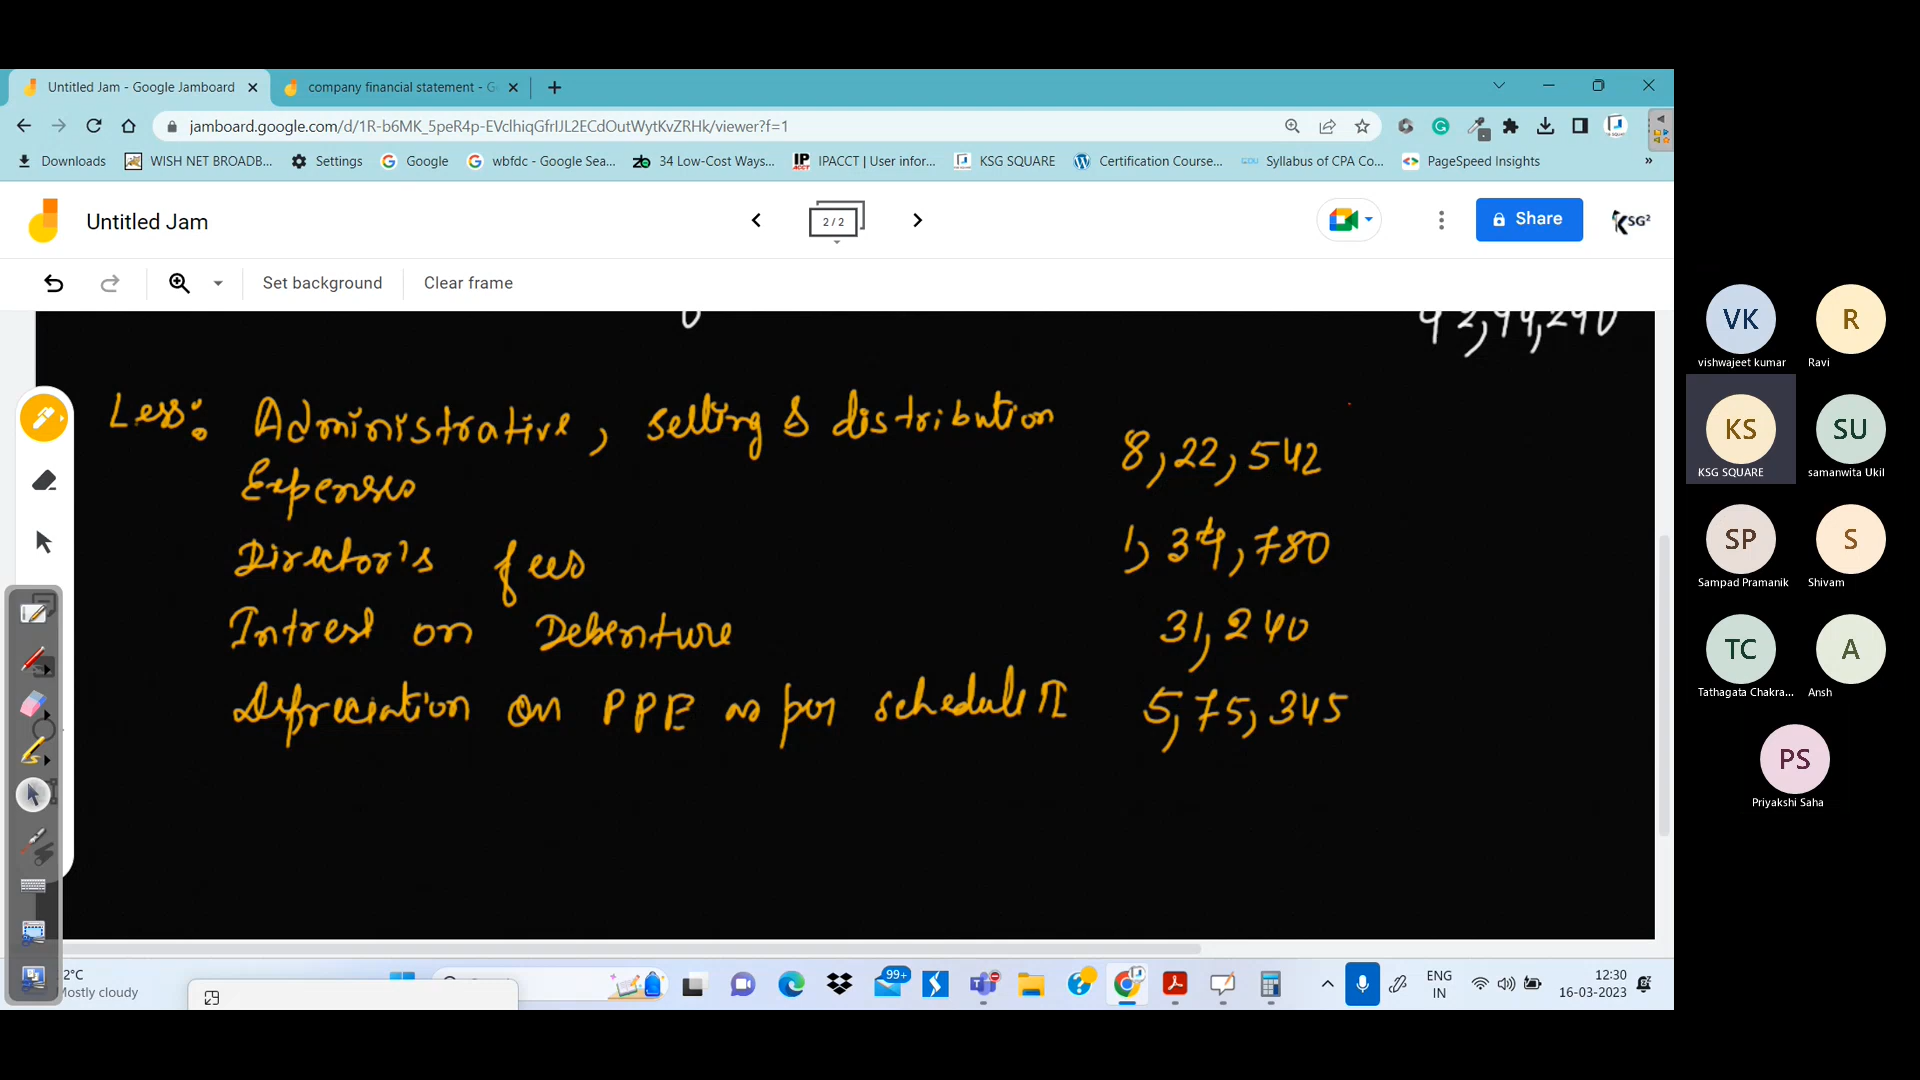 Untitled Jam - Google Jamboard
company financial statement - G
jamboard.google.com/d/1R-b6MK_5peR4p-EVclhiqGfrIJL2ECdOutWytKvZRHk/viewer?f=1
Downloads WISH NET BROADB... Settings Google wbfdc - Google Sea... 34 Low-Cost Ways... IPACCT | User infor... KSG SQUARE Certification Course... Syllabus of CPA Co... PageSpeed Insights »
Untitled Jam
2 / 2
Share
KSG²
Set background
Clear frame
Less: Administrative, selling & distribution
Expenses 8,22,542
Director's fees 1,34,780
Intrest on Debenture 31,240
Depreciation on PPE as per schedule II 5,75,345
VK
vishwajeet kumar
R
Ravi
KS
KSG SQUARE
SU
samanwita Ukil
SP
Sampad Pramanik
S
Shivam
TC
Tathagata Chakra...
A
Ansh
PS
Priyakshi Saha
2°C
Mostly cloudy
99+
ENG
IN
12:30
16-03-2023